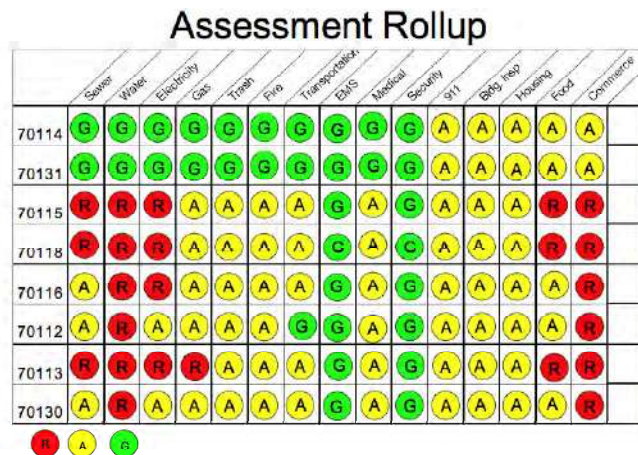 Assessment Rollup
Sewer Water Electricity Gas Trash Fire Transportation EMS Medical Security 911 Bldg. Insp Housing Food Commerce
70114 G G G G G G G G G G A A A A A
70131 G G G G G G G G G G A A A A A
70115 R R R A A A A G A G A A A R R
70118 R R R A A A A G A G A A A R R
70116 A R R A A A A G A G A A A A R
70112 A R A A A A G G A G A A A A R
70113 R R R R A A A G A G A A A R R
70130 A R A A A A A G A G A A A A R
R A G